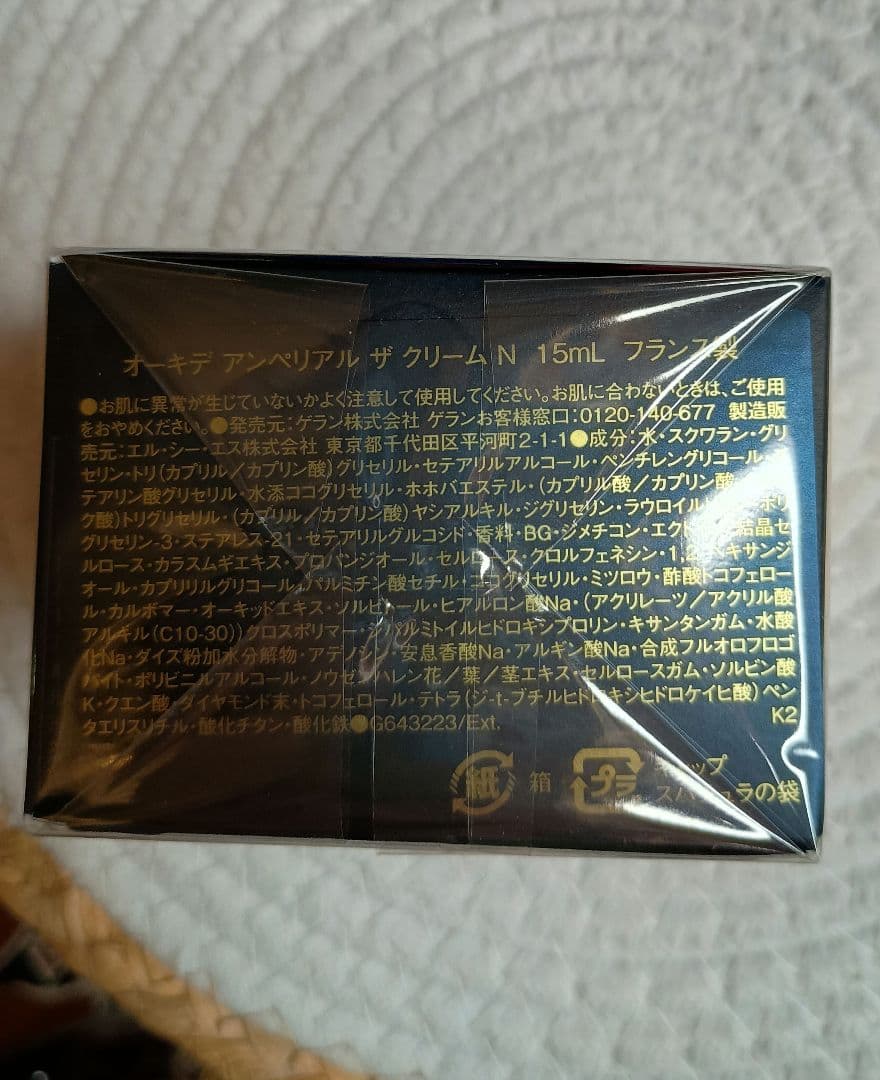 オーキデ アンペリアル ザ クリーム N 15mL フランス製
●お肌に異常が生じていないかよく注意して使用してください。お肌に合わないときは、ご使用
をおやめください。●発売元:ゲラン株式会社 ゲランお客様窓口:0120-140-677 製造販
売元:エル・シー・エス株式会社 東京都千代田区平河町2-1-1●成分:水・スクワラン・グリ
セリン・トリ(カプリル/カプリン酸)グリセリル・セテアリルアルコール・ペンチレングリコール・
テアリン酸グリセリル・水添ココグリセリル・ホホバエステル・(カプリル酸/カプリン酸
ク酸)トリグリセリル・(カプリル/カプリン酸)ヤシアルキル・ジグリセリン・ラウロイル ポリ
グリセリン-3・ステアレス-21・セテアリルグルコシド・香料・BG・ジメチコン・エクト 結晶セ
ルロース・カラスムギエキス・プロパンジオール・セルロース・クロルフェネシン・1,2-ヘキサンジ
オール・カプリリルグリコール・パルミチン酸セチル・ココグリセリル・ミツロウ・酢酸トコフェロー
ル・カルボマー・オーキッドエキス・ソルビトール・ヒアルロン酸Na・(アクリレーツ/アクリル酸
アルキル(C10-30))クロスポリマー・ジパルミトイルヒドロキシプロリン・キサンタンガム・水酸
化Na・ダイズ粉加水分解物・アデノシン・安息香酸Na・アルギン酸Na・合成フルオロフロゴ
パイト・ポリビニルアルコール・ノウゼンハレン花/葉/茎エキス・セルロースガム・ソルビン酸
K・クエン酸・ダイヤモンド末・トコフェロール・テトラ(ジ-t-ブチルヒドロキシヒドロケイヒ酸)ペン
タエリスリチル・酸化チタン・酸化鉄●G643223/Ext. K2
紙 箱 プラ キャップ
スパチュラの袋